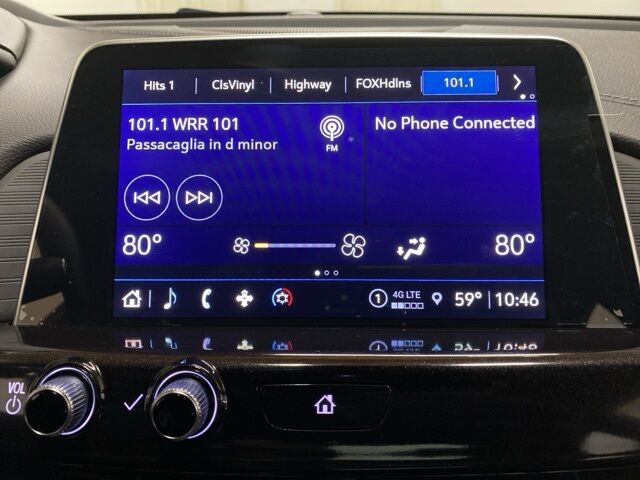 Hits 1 ClsVinyl Highway FOXHdlns 101.1
101.1 WRR 101
Passacaglia in d minor
FM
No Phone Connected
80° 80°
1 4G LTE 59° 10:46
VOL